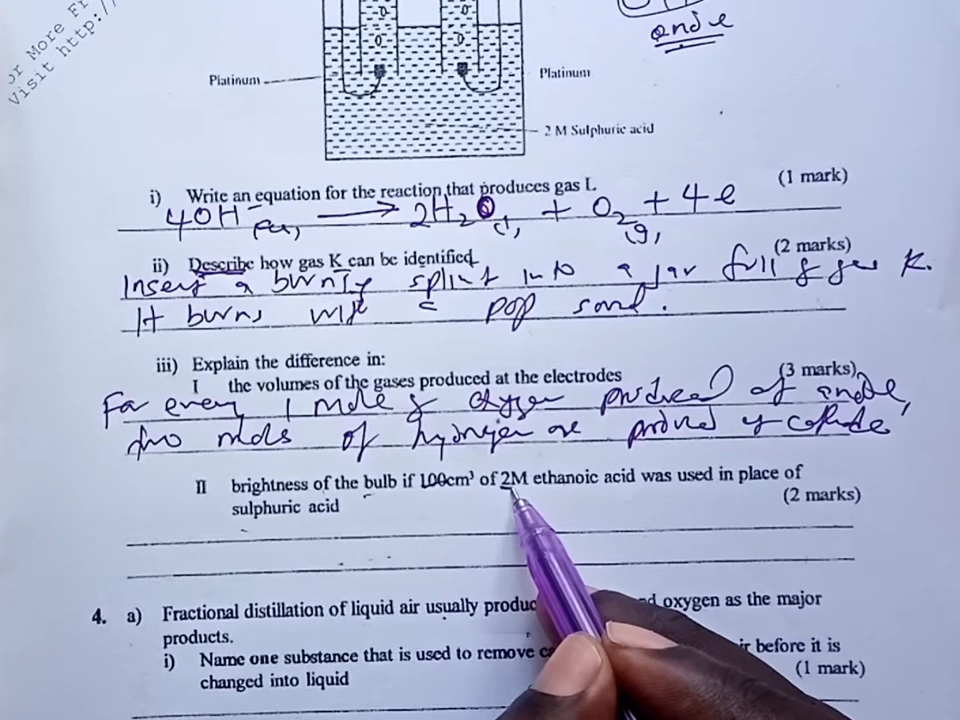 or More Fr
Visit http:/
ande
Platinum
Platinum
2 M Sulphuric acid
i) Write an equation for the reaction that produces gas L (1 mark)
4OH⁻(aq) → 2H₂O(l) + O₂(g) + 4e
ii) Describe how gas K can be identified (2 marks)
Insert a burning splint into a jar full of gas K.
It burns with a pop sound.
iii) Explain the difference in:
I the volumes of the gases produced at the electrodes (3 marks)
For every 1 mole of oxygen produced at anode,
two mols of hydrogen are produced at cathode
II brightness of the bulb if 100cm³ of 2M ethanoic acid was used in place of
sulphuric acid (2 marks)
4. a) Fractional distillation of liquid air usually produc d oxygen as the major
products.
i) Name one substance that is used to remove ir before it is
changed into liquid (1 mark)